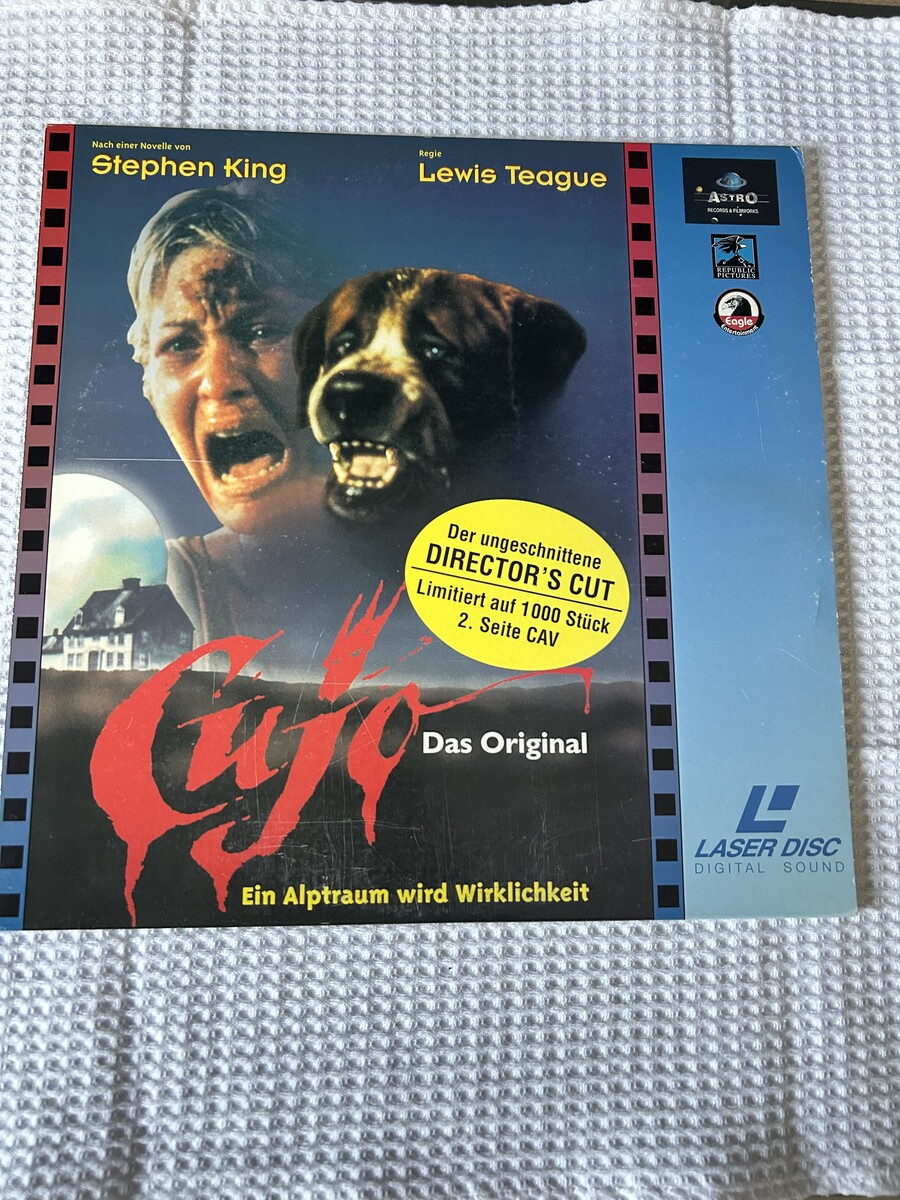 Nach einer Novelle von
Stephen King
Regie
Lewis Teague
ASTRO
RECORDS & FILMWORKS
REPUBLIC
PICTURES
Eagle
Entertainment
Der ungeschnittene
DIRECTOR'S CUT
Limitiert auf 1000 Stück
2. Seite CAV
Cujo
Das Original
Ein Alptraum wird Wirklichkeit
LASER DISC
DIGITAL SOUND